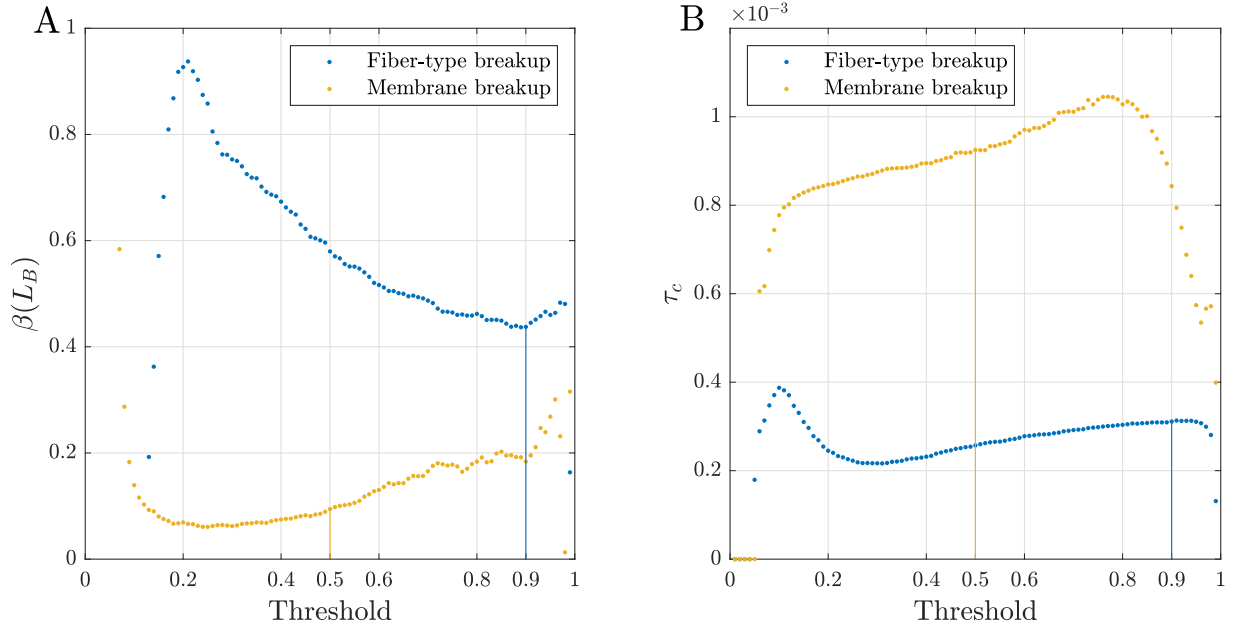 A
Fiber-type breakup
Membrane breakup
β(L_B)
1
0.8
0.6
0.4
0.2
0
0 0.2 0.4 0.5 0.6 0.8 0.9 1
Threshold
B
×10⁻³
Fiber-type breakup
Membrane breakup
τ_c
1
0.8
0.6
0.4
0.2
0
0 0.2 0.4 0.5 0.6 0.8 0.9 1
Threshold